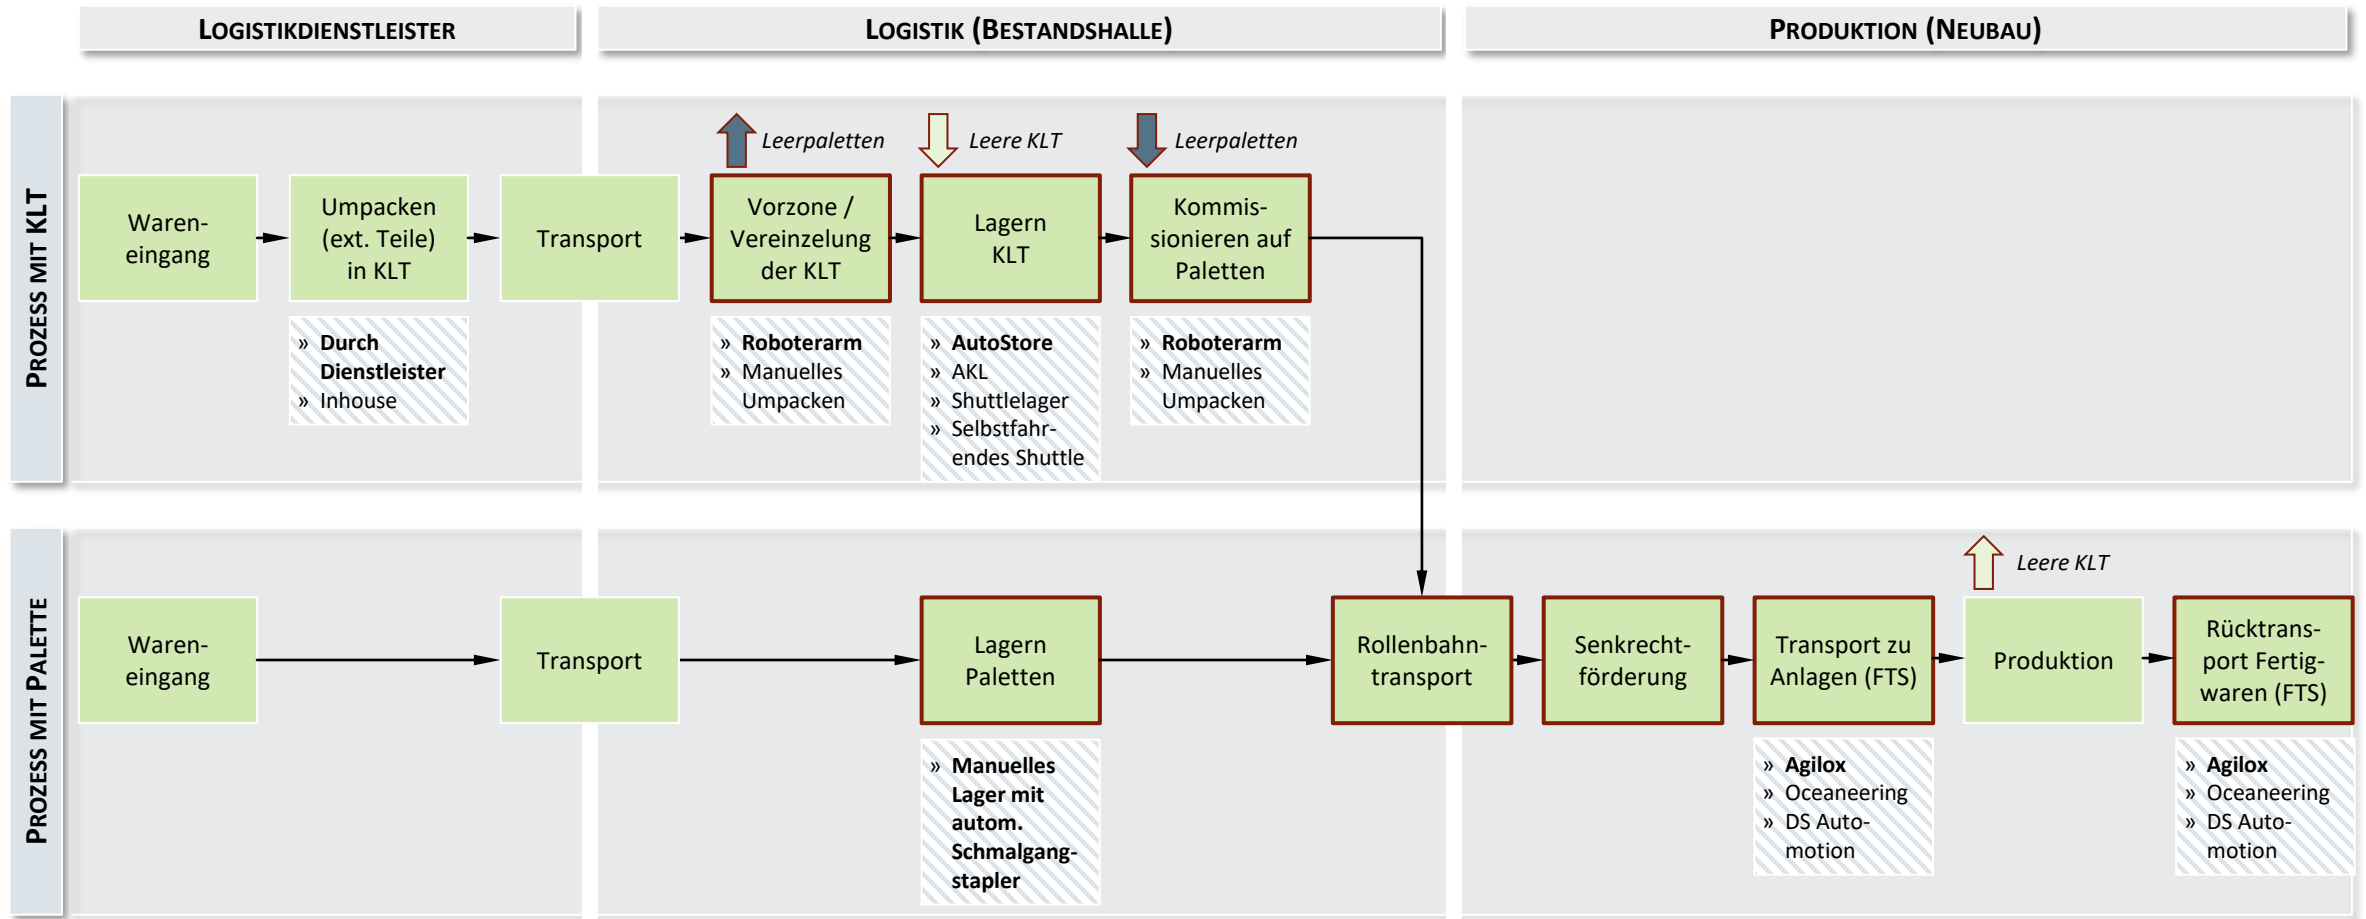 LOGISTIKDIENSTLEISTER
LOGISTIK (BESTANDSHALLE)
PRODUKTION (NEUBAU)
PROZESS MIT KLT
Leerpaletten
Leere KLT
Leerpaletten
Waren-
eingang
Umpacken
(ext. Teile)
in KLT
Transport
Vorzone /
Vereinzelung
der KLT
Lagern
KLT
Kommis-
sionieren auf
Paletten
» Durch
Dienstleister
» Inhouse
» Roboterarm
» Manuelles
Umpacken
» AutoStore
» AKL
» Shuttlelager
» Selbstfahr-
endes Shuttle
» Roboterarm
» Manuelles
Umpacken
PROZESS MIT PALETTE
Leere KLT
Waren-
eingang
Transport
Lagern
Paletten
Rollenbahn-
transport
Senkrecht-
förderung
Transport zu
Anlagen (FTS)
Produktion
Rücktrans-
port Fertig-
waren (FTS)
» Manuelles
Lager mit
autom.
Schmalgang-
stapler
» Agilox
» Oceaneering
» DS Auto-
motion
» Agilox
» Oceaneering
» DS Auto-
motion